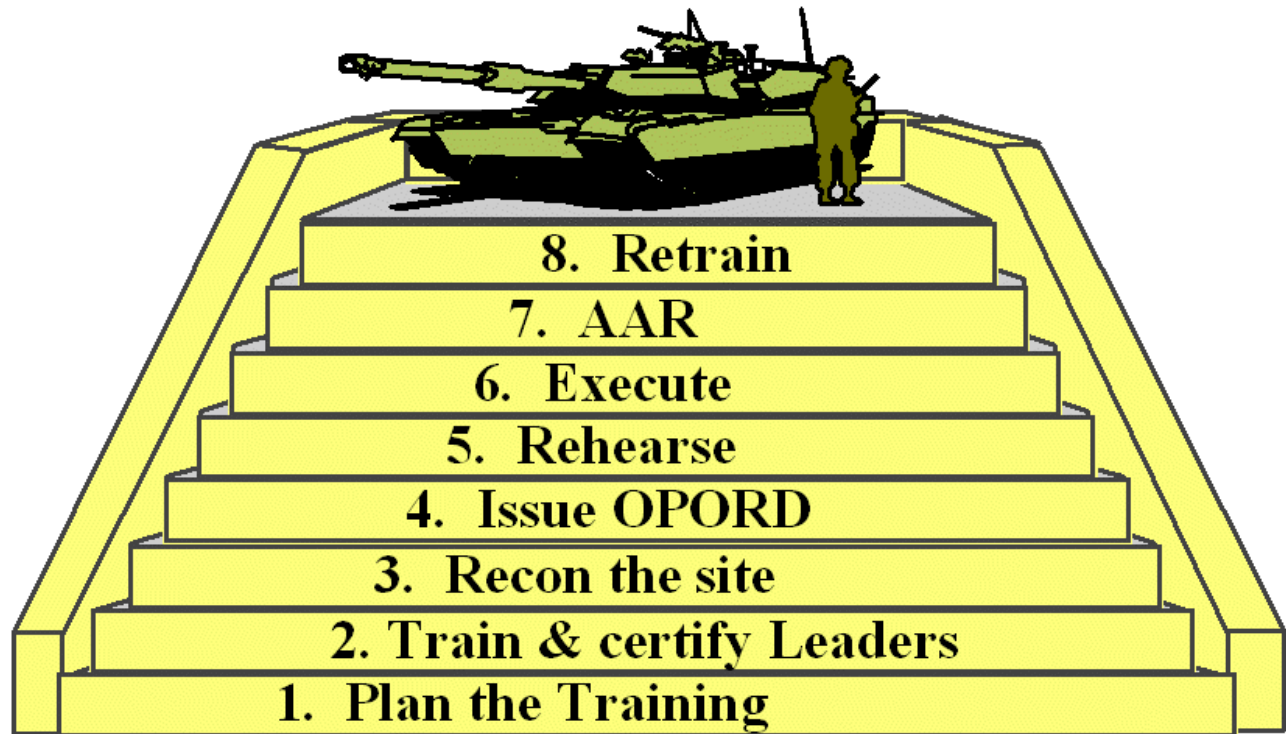 8. Retrain
7. AAR
6. Execute
5. Rehearse
4. Issue OPORD
3. Recon the site
2. Train & certify Leaders
1. Plan the Training